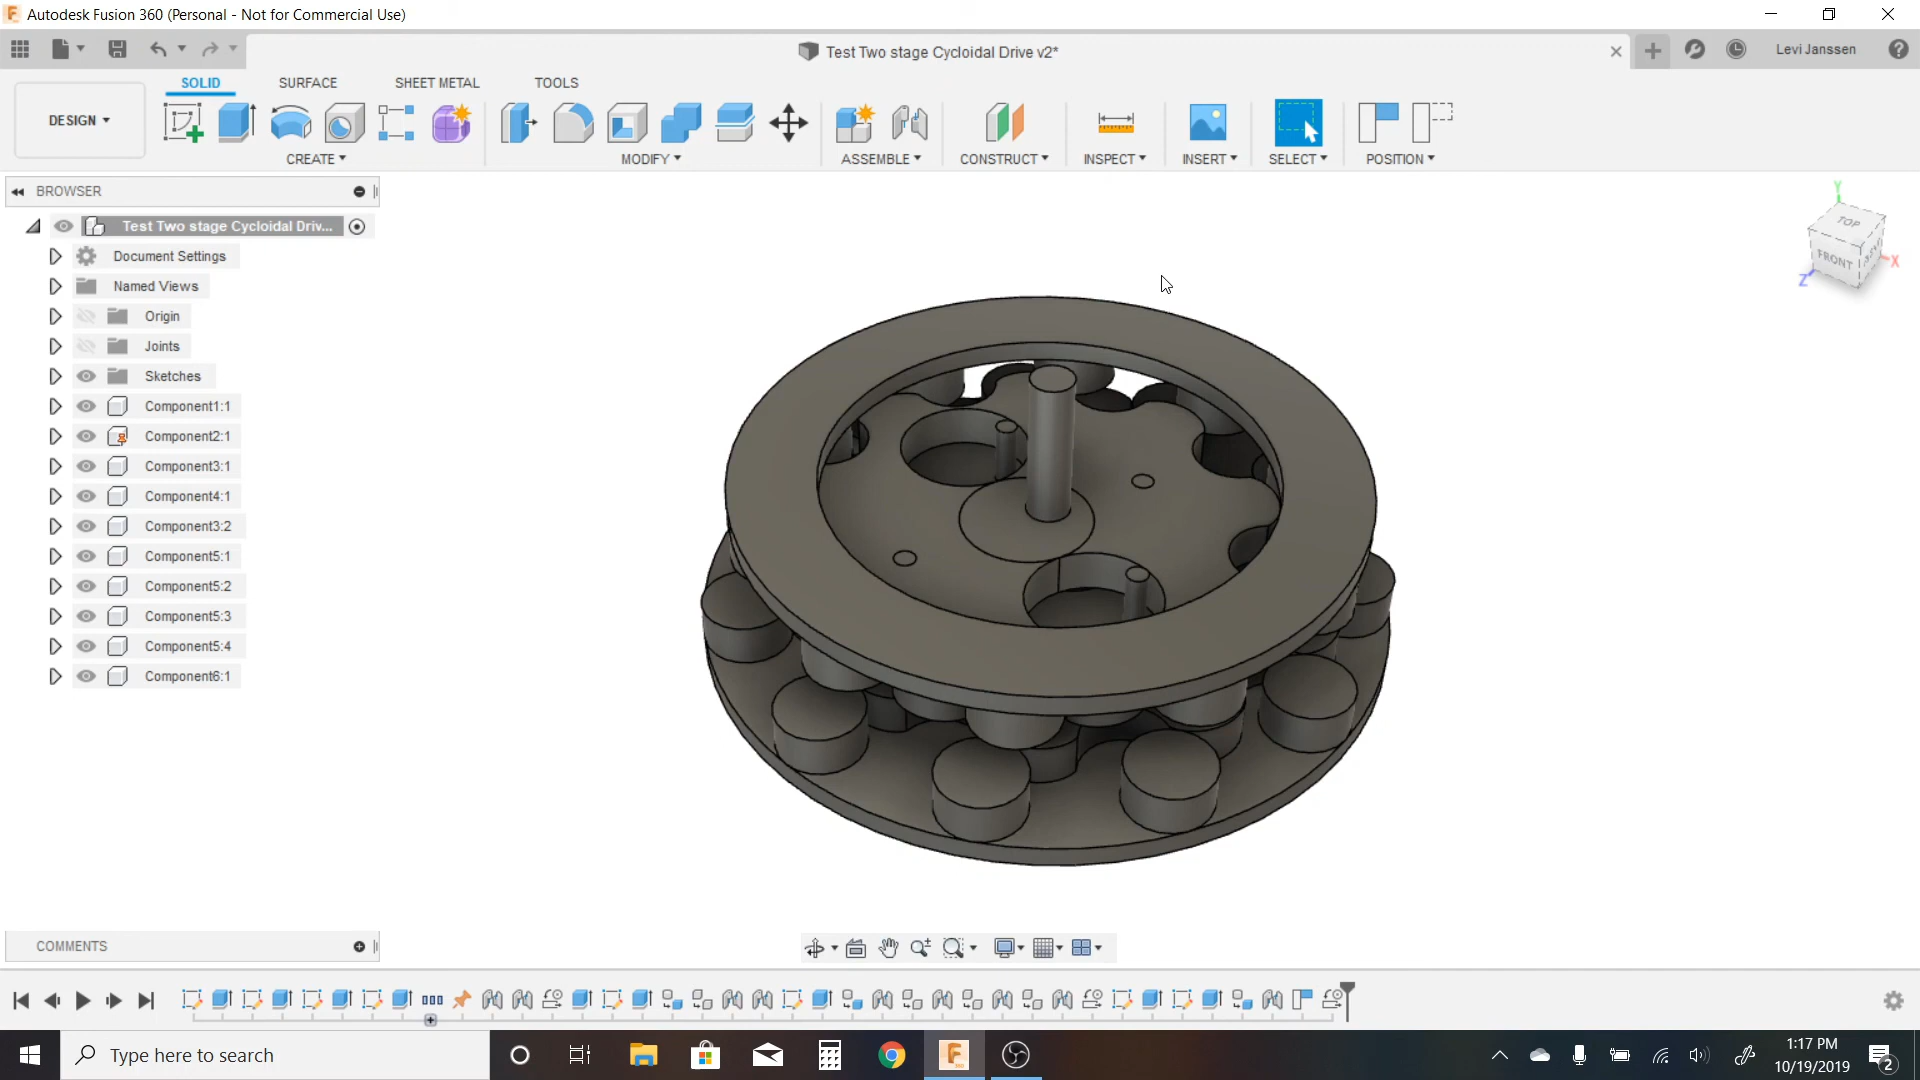 Autodesk Fusion 360 (Personal - Not for Commercial Use)
Test Two stage Cycloidal Drive v2*
Levi Janssen
SOLID
SURFACE
SHEET METAL
TOOLS
DESIGN
CREATE
MODIFY
ASSEMBLE
CONSTRUCT
INSPECT
INSERT
SELECT
POSITION
BROWSER
Test Two stage Cycloidal Driv...
Document Settings
Named Views
Origin
Joints
Sketches
Component1:1
Component2:1
Component3:1
Component4:1
Component3:2
Component5:1
Component5:2
Component5:3
Component5:4
Component6:1
Y
TOP
FRONT
X
Z
COMMENTS
Type here to search
1:17 PM
10/19/2019
2